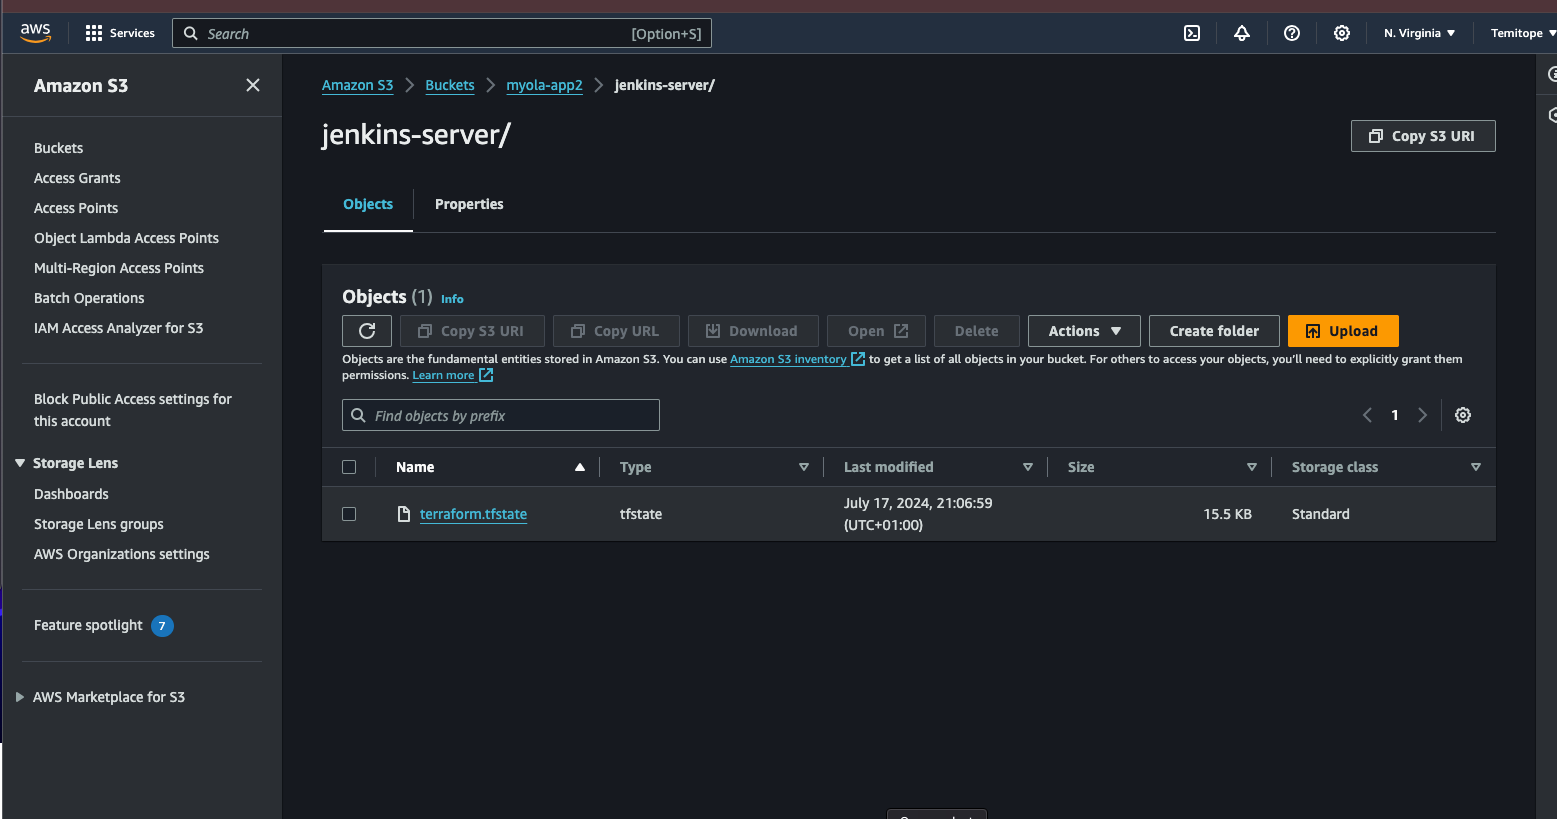 aws
Services
Search
[Option+S]
N. Virginia
Temitope
Amazon S3
Buckets
Access Grants
Access Points
Object Lambda Access Points
Multi-Region Access Points
Batch Operations
IAM Access Analyzer for S3
Block Public Access settings for
this account
Storage Lens
Dashboards
Storage Lens groups
AWS Organizations settings
Feature spotlight 7
AWS Marketplace for S3
Amazon S3 > Buckets > myola-app2 > jenkins-server/
jenkins-server/
Copy S3 URI
Objects
Properties
Objects (1) Info
Copy S3 URI
Copy URL
Download
Open
Delete
Actions
Create folder
Upload
Objects are the fundamental entities stored in Amazon S3. You can use Amazon S3 inventory to get a list of all objects in your bucket. For others to access your objects, you'll need to explicitly grant them
permissions. Learn more
Find objects by prefix
1
Name
Type
Last modified
Size
Storage class
terraform.tfstate
tfstate
July 17, 2024, 21:06:59
(UTC+01:00)
15.5 KB
Standard